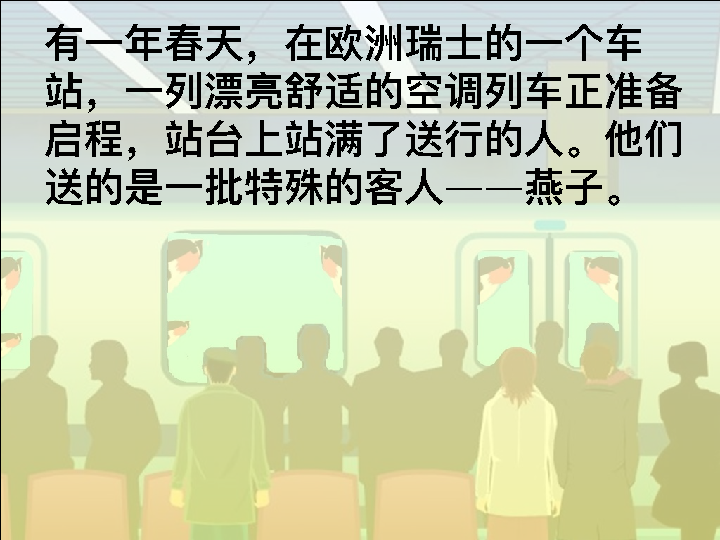 有一年春天，在欧洲瑞士的一个车
站，一列漂亮舒适的空调列车正准备
启程，站台上站满了送行的人。他们
送的是一批特殊的客人——燕子。